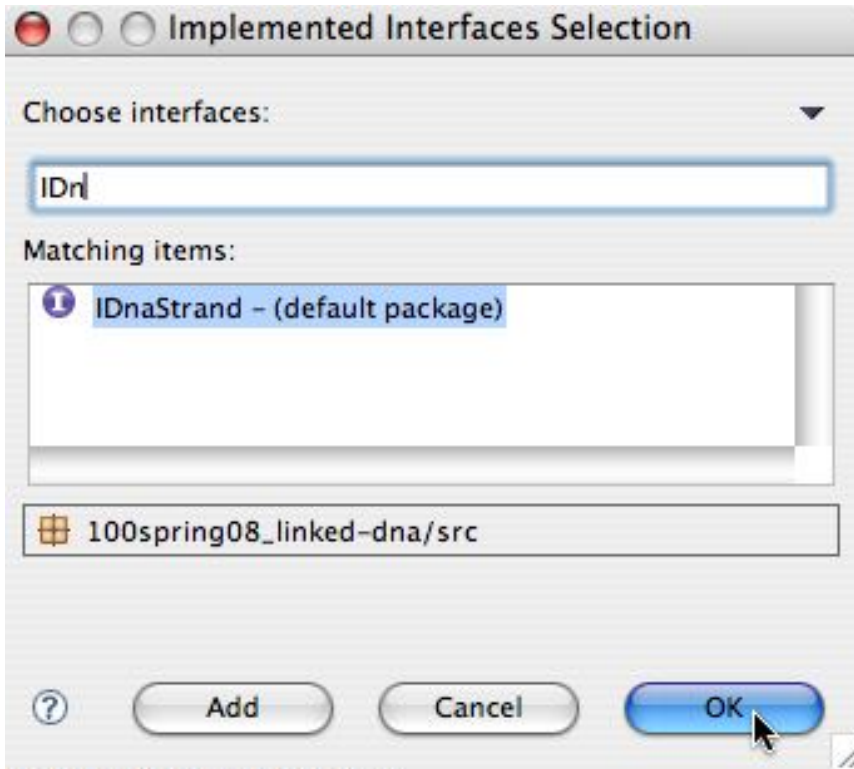 Implemented Interfaces Selection
Choose interfaces:
IDn
Matching items:
IDnaStrand – (default package)
100spring08_linked-dna/src
? Add Cancel OK